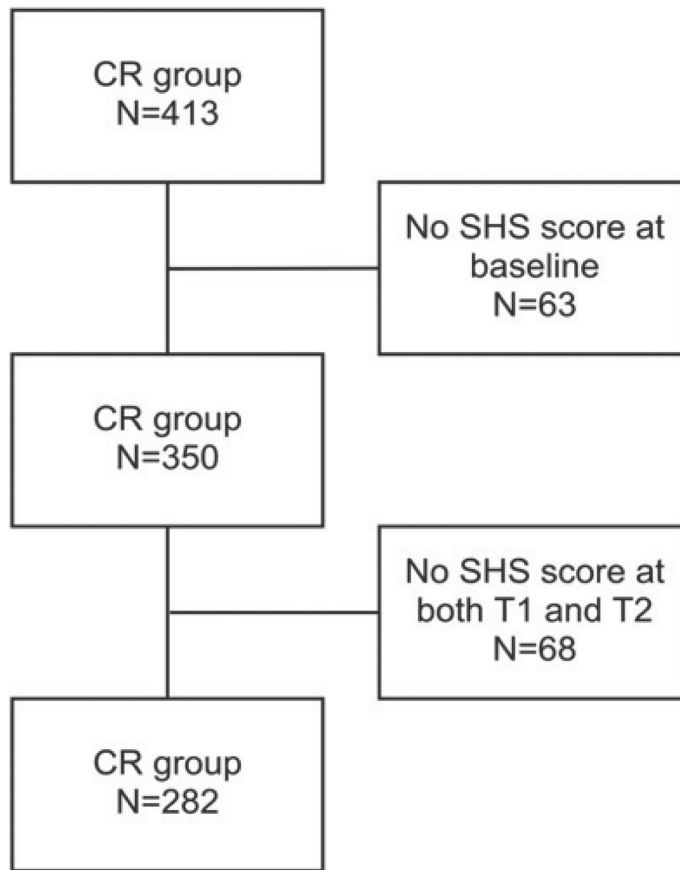 CR group
N=413
No SHS score at
baseline
N=63
CR group
N=350
No SHS score at
both T1 and T2
N=68
CR group
N=282